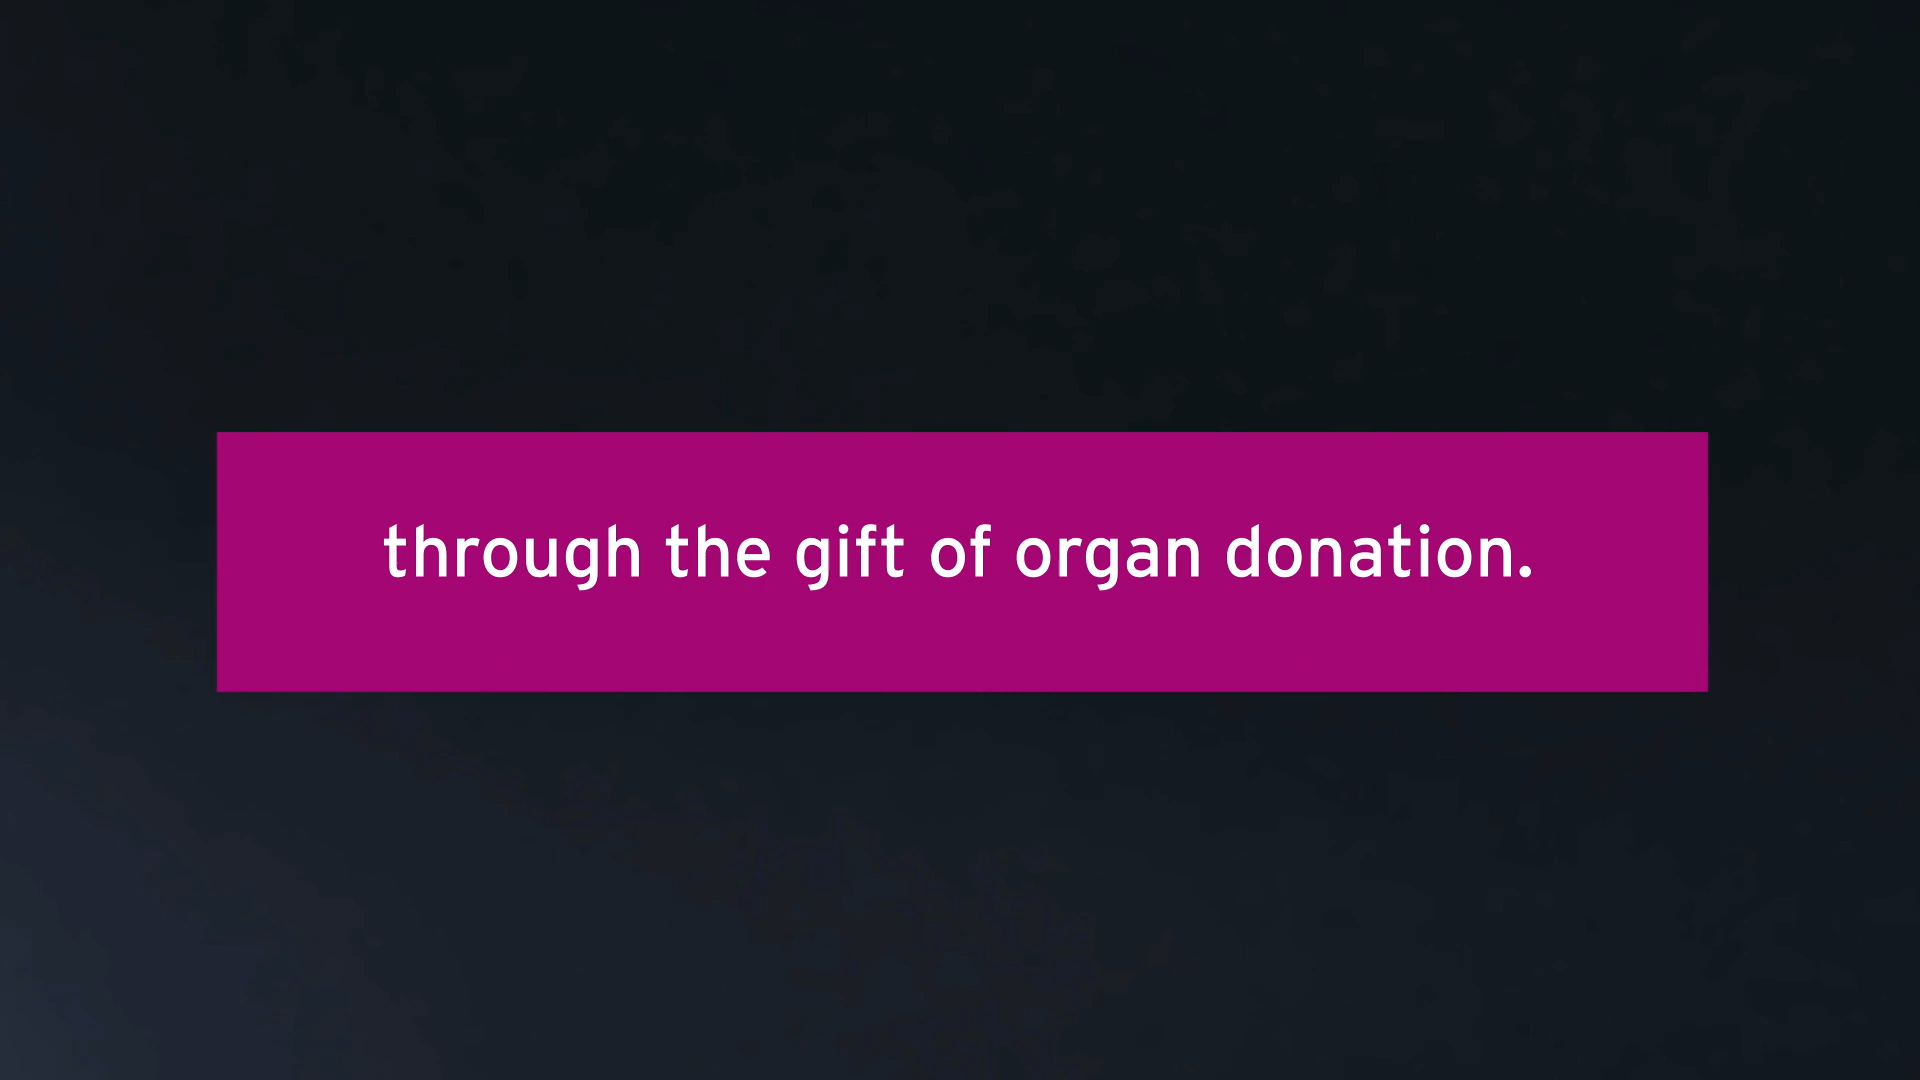 through the gift of organ donation.